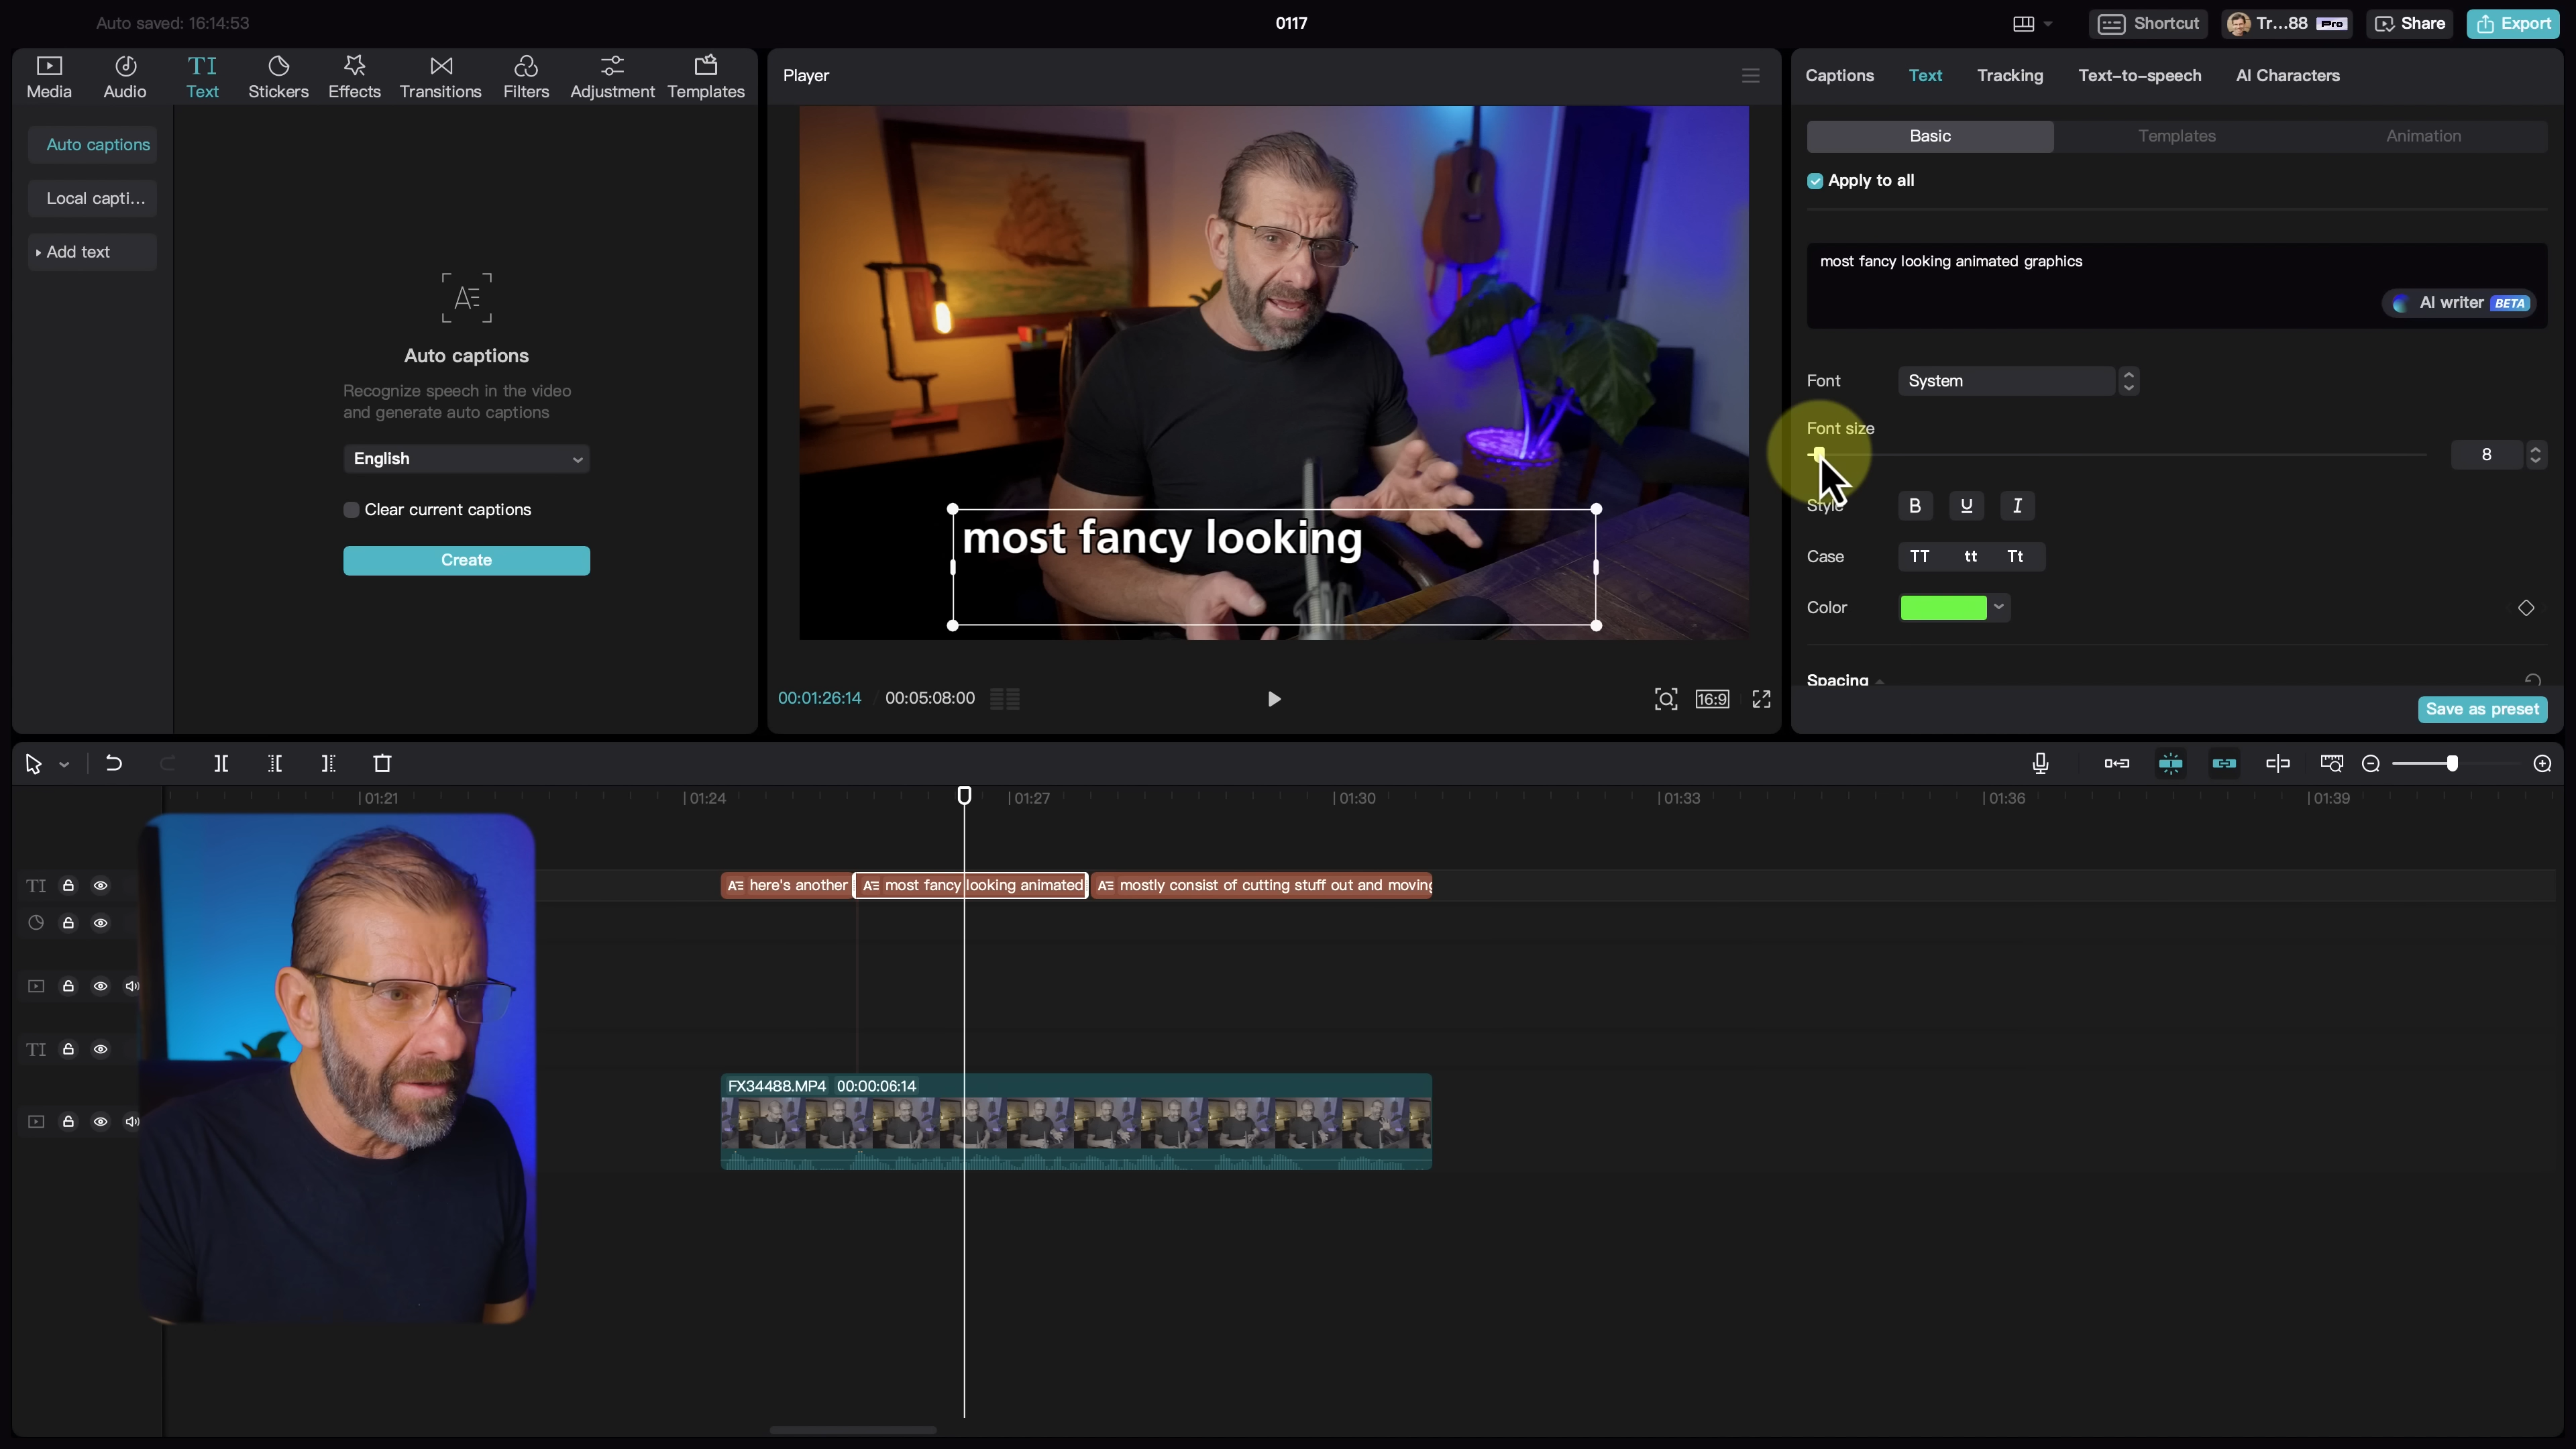 Auto saved: 16:14:53
0117
Shortcut
Tr...88 Pro
Share
Export
Media
Audio
TI
Text
Stickers
Effects
Transitions
Filters
Adjustment
Templates
Auto captions
Local capti...
Add text
Auto captions
Recognize speech in the video
and generate auto captions
English
Clear current captions
Create
Player
most fancy looking
00:01:26:14 / 00:05:08:00
16:9
Captions
Text
Tracking
Text-to-speech
AI Characters
Basic
Templates
Animation
Apply to all
most fancy looking animated graphics
AI writer BETA
Font
System
Font size
8
Style
B U I
Case
TT tt Tt
Color
Spacing
Save as preset
01:21
01:24
01:27
01:30
01:33
01:36
01:39
TI
here's another
most fancy looking animated
mostly consist of cutting stuff out and moving
TI
FX34488.MP4 00:00:06:14